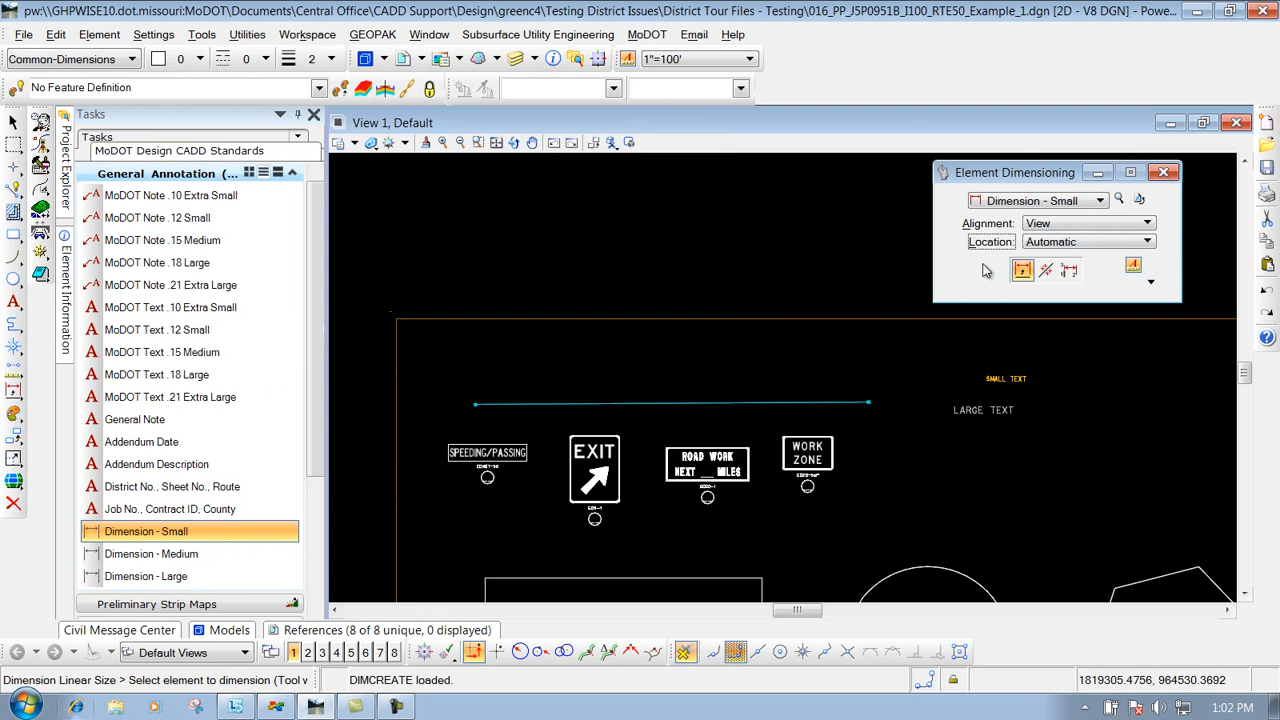 pw:\\GHPWISE10.dot.missouri:MoDOT\Documents\Central Office\CADD Support\Design\greenc4\Testing District Issues\District Tour Files - Testing\016_PP_J5P0951B_I100_RTE50_Example_1.dgn [2D - V8 DGN] - Powe...
File Edit Element Settings Tools Utilities Workspace GEOPAK Window Subsurface Utility Engineering MoDOT Email Help
Common-Dimensions 0 0 2 1"=100'
No Feature Definition
Tasks
View 1, Default
Tasks
MoDOT Design CADD Standards
Project Explorer
Element Information
General Annotation (...
MoDOT Note .10 Extra Small
MoDOT Note .12 Small
MoDOT Note .15 Medium
MoDOT Note .18 Large
MoDOT Note .21 Extra Large
MoDOT Text .10 Extra Small
MoDOT Text .12 Small
MoDOT Text .15 Medium
MoDOT Text .18 Large
MoDOT Text .21 Extra Large
General Note
Addendum Date
Addendum Description
District No., Sheet No., Route
Job No., Contract ID, County
Dimension - Small
Dimension - Medium
Dimension - Large
Preliminary Strip Maps
Element Dimensioning
Dimension - Small
Alignment: View
Location: Automatic
SMALL TEXT
LARGE TEXT
SPEEDING/PASSING
EXIT
ROAD WORK
NEXT __ MILES
WORK
ZONE
Civil Message Center Models References (8 of 8 unique, 0 displayed)
Default Views 1 2 3 4 5 6 7 8
Dimension Linear Size > Select element to dimension (Tool w DIMCREATE loaded. 1819305.4756, 964530.3692
1:02 PM